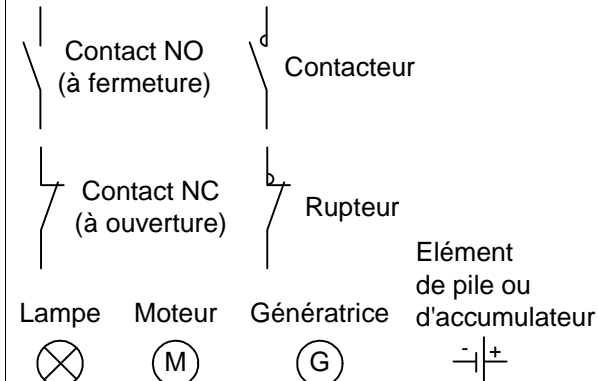 Contact NO
(à fermeture)
Contacteur
Contact NC
(à ouverture)
Rupteur
Elément
de pile ou
d'accumulateur
Lampe
Moteur
Génératrice
M
G
- +